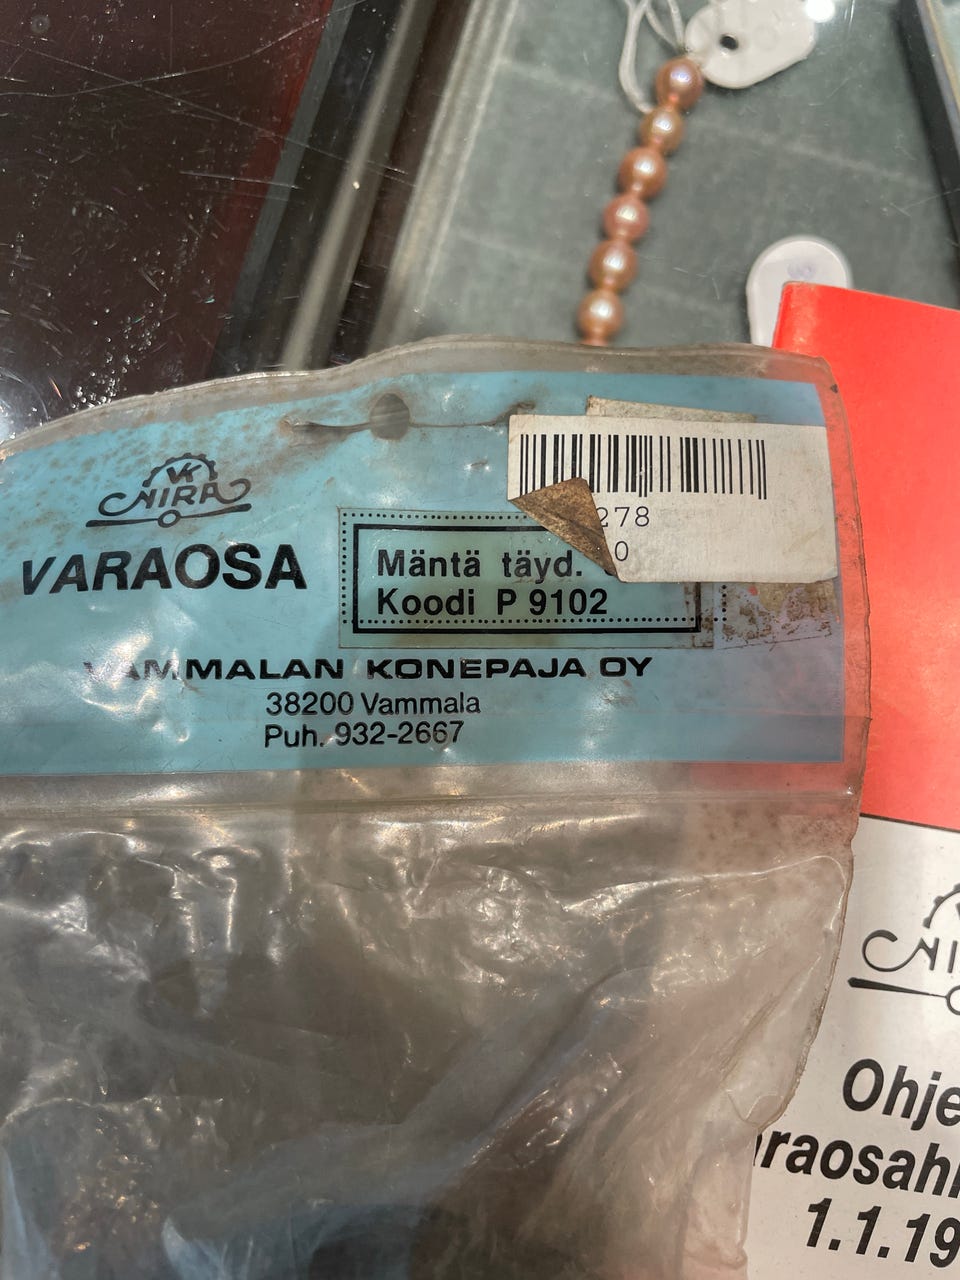 VK
NIRA
VARAOSA
278
0
Mäntä täyd.
Koodi P 9102
VAMMALAN KONEPAJA OY
38200 Vammala
Puh. 932-2667
Ohje
raosah
1.1.19